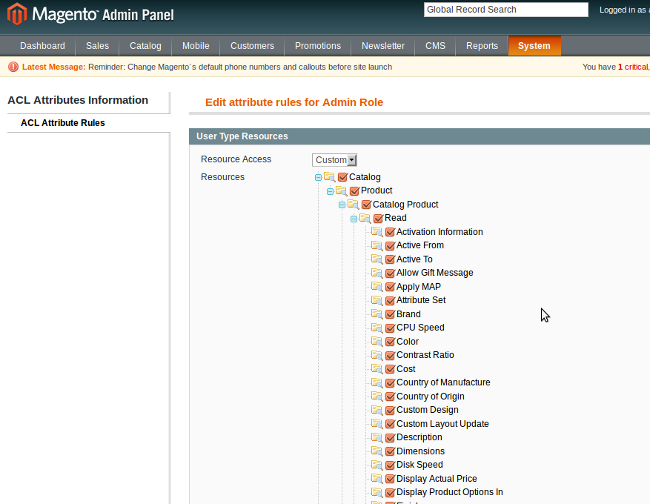 Magento Admin Panel
Global Record Search
Logged in as
Dashboard Sales Catalog Mobile Customers Promotions Newsletter CMS Reports System
Latest Message: Reminder: Change Magento`s default phone numbers and callouts before site launch
You have 1 critical,
ACL Attributes Information
ACL Attribute Rules
Edit attribute rules for Admin Role
User Type Resources
Resource Access Custom
Resources
Catalog
Product
Catalog Product
Read
Activation Information
Active From
Active To
Allow Gift Message
Apply MAP
Attribute Set
Brand
CPU Speed
Color
Contrast Ratio
Cost
Country of Manufacture
Country of Origin
Custom Design
Custom Layout Update
Description
Dimensions
Disk Speed
Display Actual Price
Display Product Options In